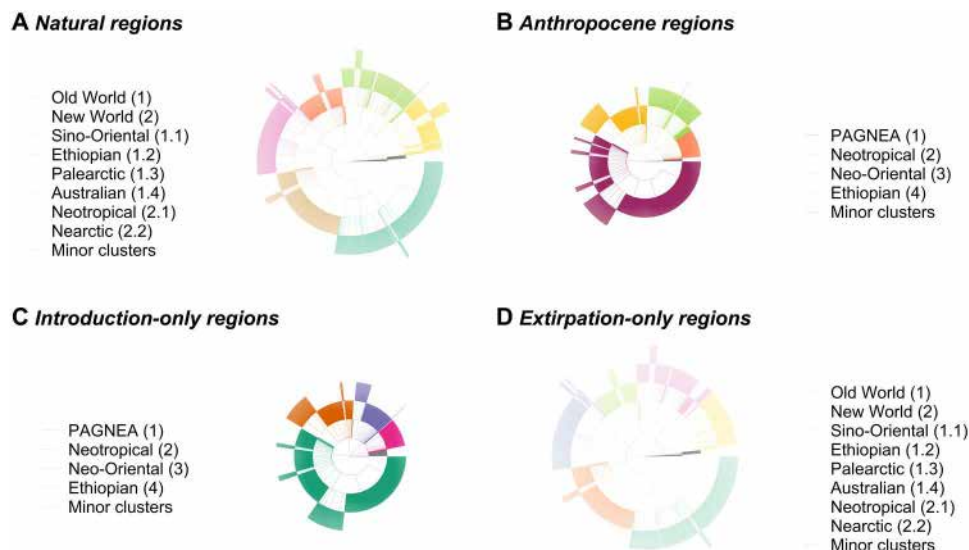 A Natural regions
Old World (1)
New World (2)
Sino-Oriental (1.1)
Ethiopian (1.2)
Palearctic (1.3)
Australian (1.4)
Neotropical (2.1)
Nearctic (2.2)
Minor clusters
B Anthropocene regions
PAGNEA (1)
Neotropical (2)
Neo-Oriental (3)
Ethiopian (4)
Minor clusters
C Introduction-only regions
PAGNEA (1)
Neotropical (2)
Neo-Oriental (3)
Ethiopian (4)
Minor clusters
D Extirpation-only regions
Old World (1)
New World (2)
Sino-Oriental (1.1)
Ethiopian (1.2)
Palearctic (1.3)
Australian (1.4)
Neotropical (2.1)
Nearctic (2.2)
Minor clusters